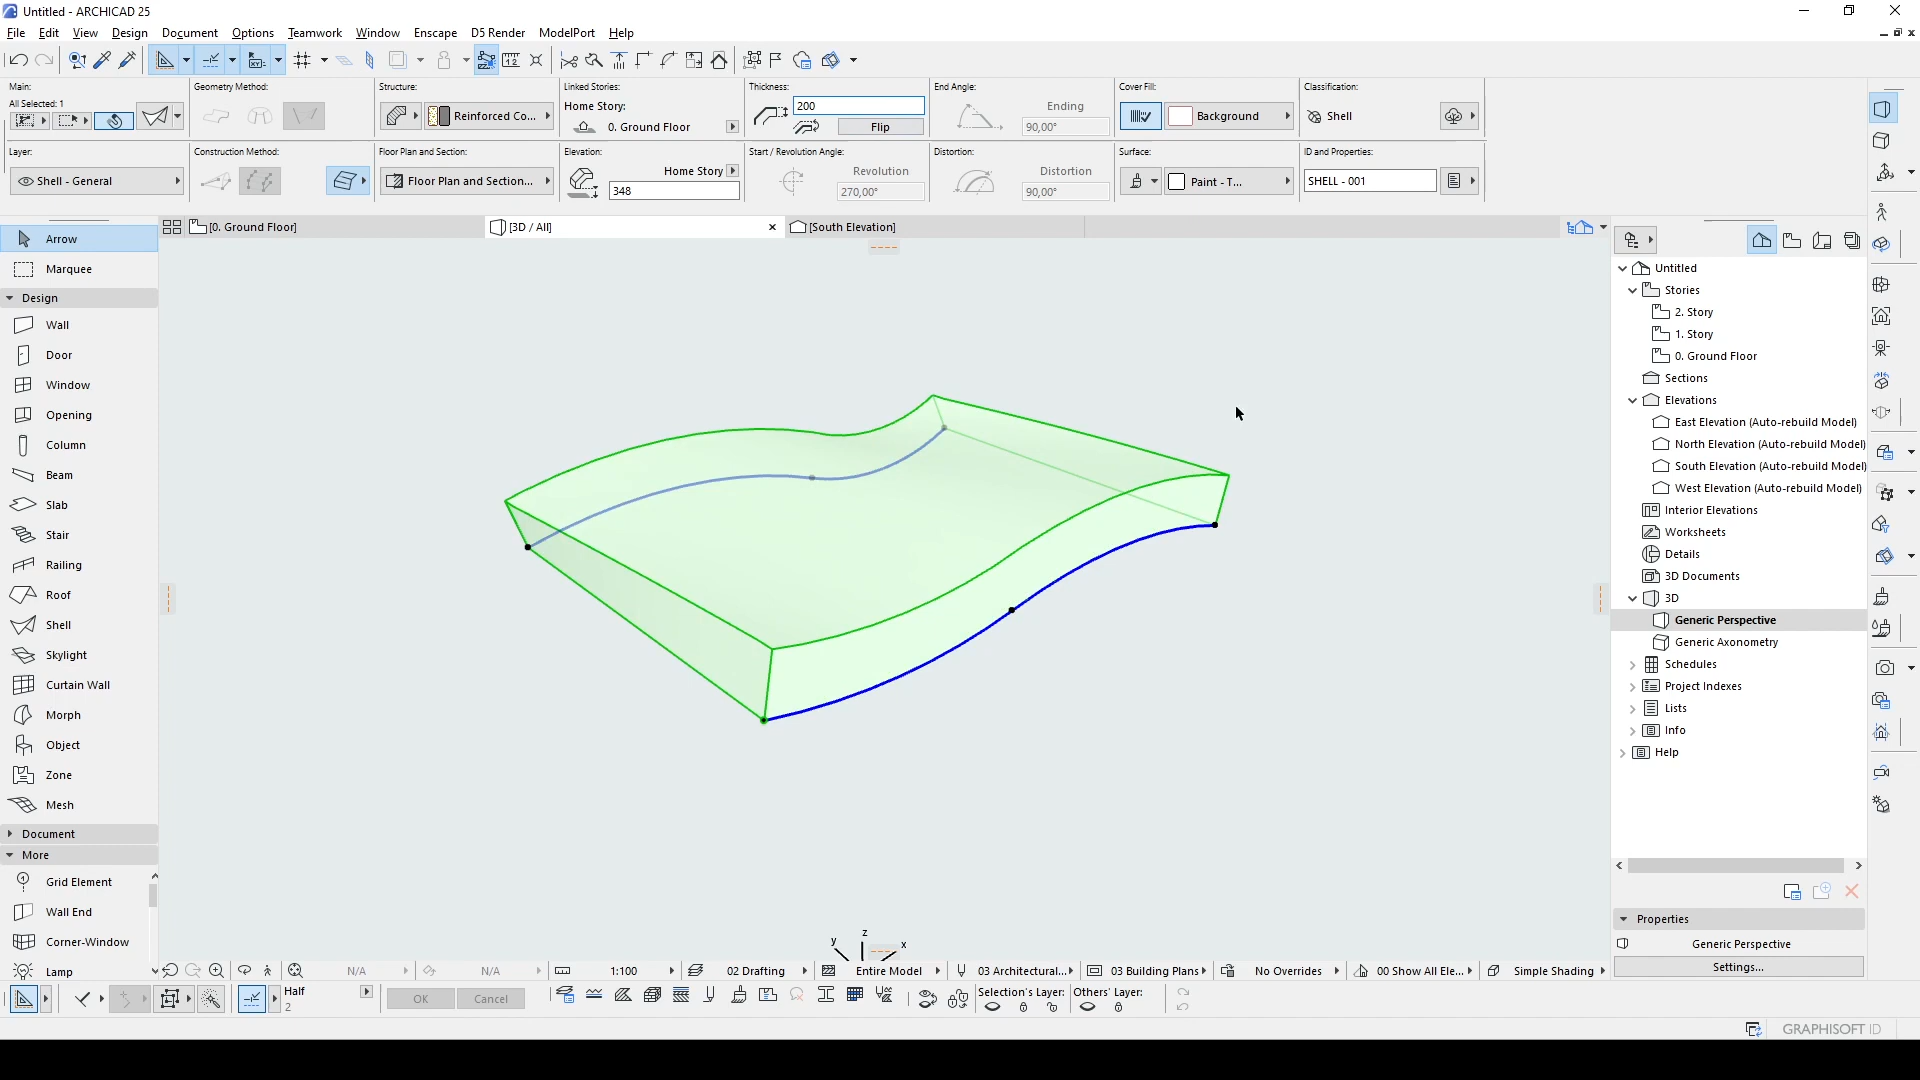 Untitled - ARCHICAD 25
File Edit View Design Document Options Teamwork Window Enscape D5 Render ModelPort Help
Main: Geometry Method: Structure: Linked Stories: Thickness: End Angle: Cover Fill: Classification:
All Selected: 1 Home Story: 200 Ending
Reinforced Co... 0. Ground Floor Flip 90,00° Background Shell
Layer: Construction Method: Floor Plan and Section: Elevation: Start / Revolution Angle: Distortion: Surface: ID and Properties:
Home Story Revolution Distortion
Shell - General Floor Plan and Section... 348 270,00° 90,00° Paint - T... SHELL - 001
[0. Ground Floor] [3D / All] [South Elevation]
Arrow
Marquee
Design
Wall
Door
Window
Opening
Column
Beam
Slab
Stair
Railing
Roof
Shell
Skylight
Curtain Wall
Morph
Object
Zone
Mesh
Document
More
Grid Element
Wall End
Corner-Window
Lamp
Untitled
Stories
2. Story
1. Story
0. Ground Floor
Sections
Elevations
East Elevation (Auto-rebuild Model)
North Elevation (Auto-rebuild Model)
South Elevation (Auto-rebuild Model)
West Elevation (Auto-rebuild Model)
Interior Elevations
Worksheets
Details
3D Documents
3D
Generic Perspective
Generic Axonometry
Schedules
Project Indexes
Lists
Info
Help
Properties
Generic Perspective
Settings...
z
y x
N/A N/A 1:100 02 Drafting Entire Model 03 Architectural... 03 Building Plans No Overrides 00 Show All Ele... Simple Shading
Half
2
OK Cancel
Selection's Layer: Others' Layer:
GRAPHISOFT ID